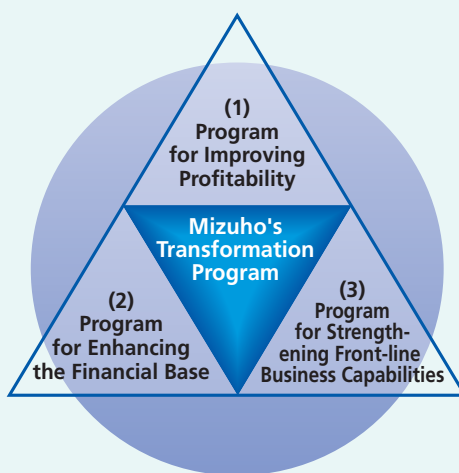 (1)
Program
for Improving
Profitability
Mizuho's
Transformation
Program
(2)
Program
for Enhancing
the Financial Base
(3)
Program
for Strength-
ening Front-line
Business Capabilities